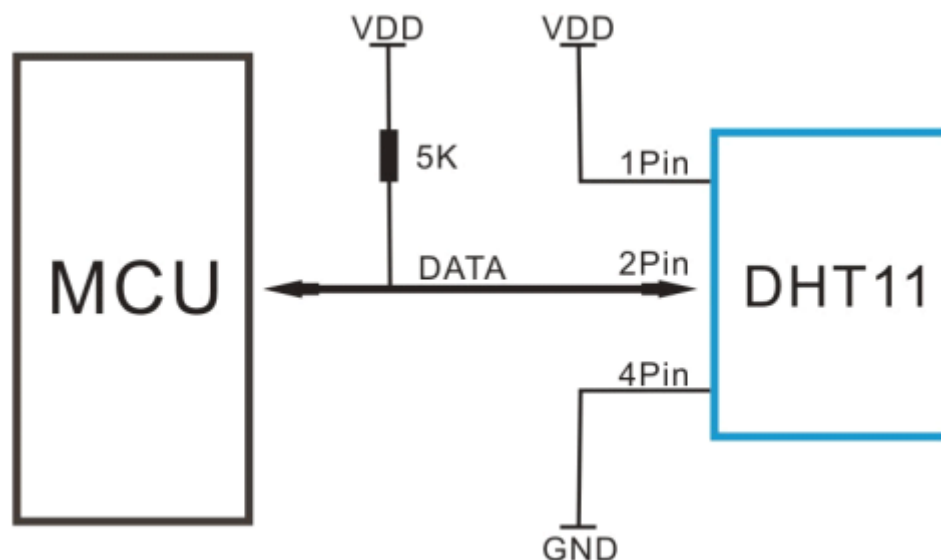 VDD
VDD
5K
1Pin
MCU
DATA
2Pin
DHT11
4Pin
GND